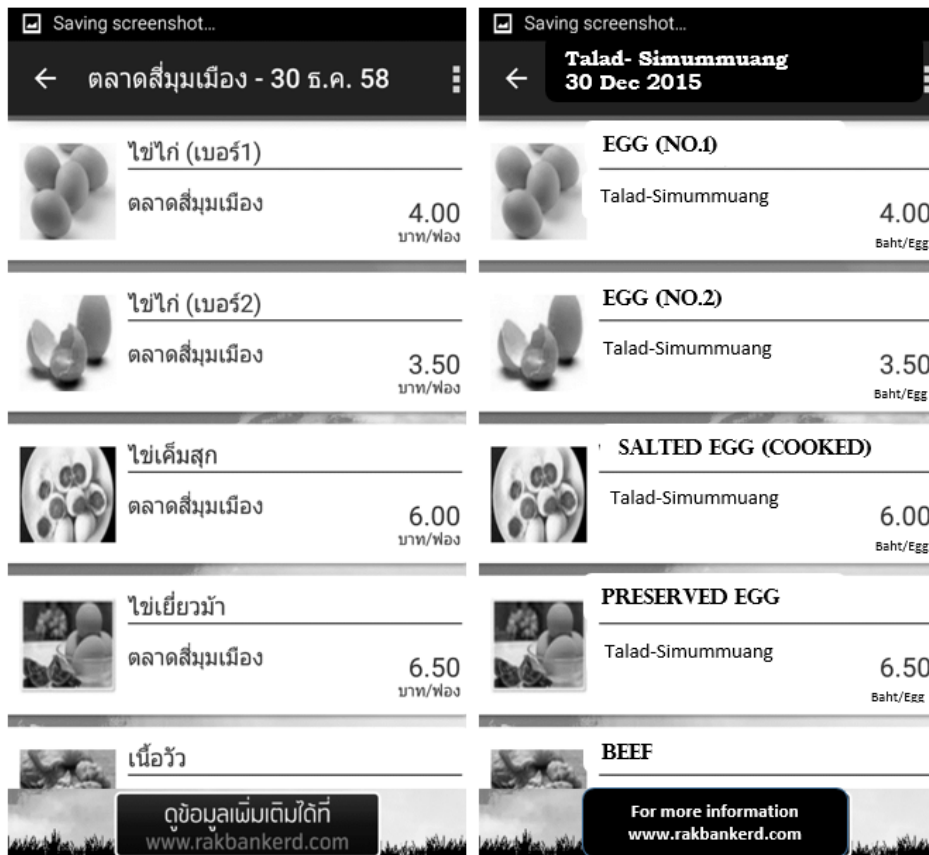 Saving screenshot...
ตลาดสี่มุมเมือง - 30 ธ.ค. 58
ไข่ไก่ (เบอร์1)
ตลาดสี่มุมเมือง
4.00
บาท/ฟอง
ไข่ไก่ (เบอร์2)
ตลาดสี่มุมเมือง
3.50
บาท/ฟอง
ไข่เค็มสุก
ตลาดสี่มุมเมือง
6.00
บาท/ฟอง
ไข่เยี่ยวม้า
ตลาดสี่มุมเมือง
6.50
บาท/ฟอง
เนื้อวัว
ดูข้อมูลเพิ่มเติมได้ที่
www.rakbankerd.com
Saving screenshot...
Talad- Simummuang
30 Dec 2015
EGG (NO.1)
Talad-Simummuang
4.00
Baht/Egg
EGG (NO.2)
Talad-Simummuang
3.50
Baht/Egg
SALTED EGG (COOKED)
Talad-Simummuang
6.00
Baht/Egg
PRESERVED EGG
Talad-Simummuang
6.50
Baht/Egg
BEEF
For more information
www.rakbankerd.com